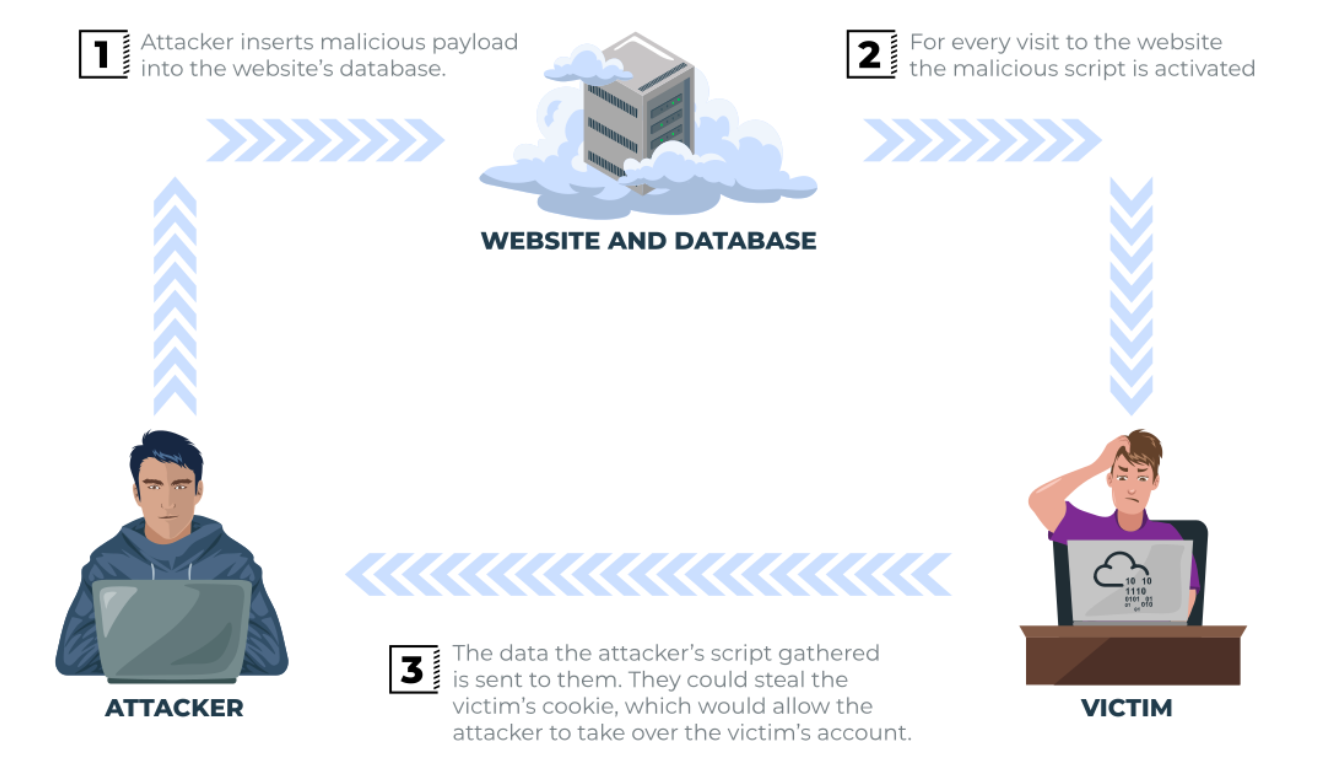 1
Attacker inserts malicious payload
into the website's database.
2
For every visit to the website
the malicious script is activated
WEBSITE AND DATABASE
10 10
1110
0101 01
01 010
01
ATTACKER
3
The data the attacker's script gathered
is sent to them. They could steal the
victim's cookie, which would allow the
attacker to take over the victim's account.
VICTIM